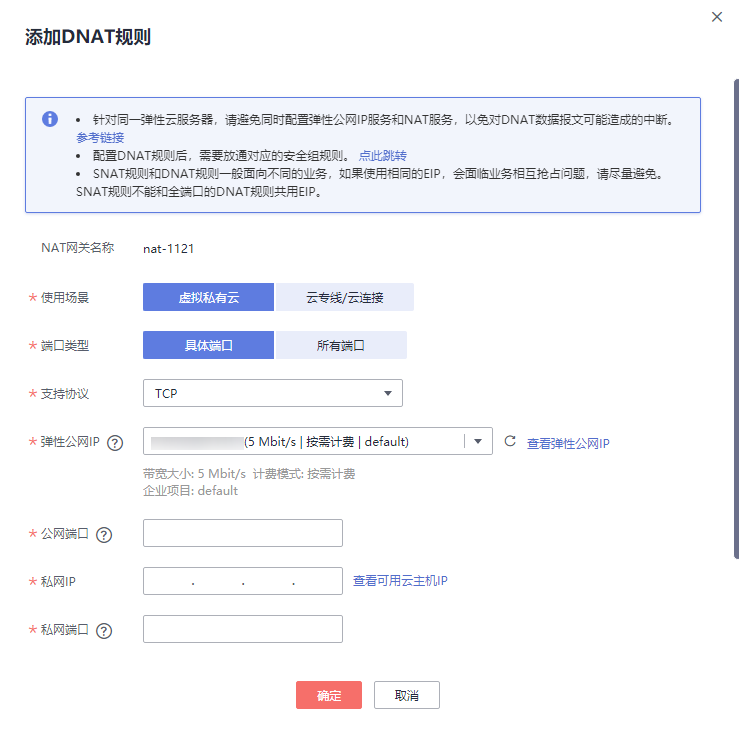 添加DNAT规则
• 针对同一弹性云服务器，请避免同时配置弹性公网IP服务和NAT服务，以免对DNAT数据报文可能造成的中断。
参考链接
• 配置DNAT规则后，需要放通对应的安全组规则。 点此跳转
• SNAT规则和DNAT规则一般面向不同的业务，如果使用相同的EIP，会面临业务相互抢占问题，请尽量避免。
SNAT规则不能和全端口的DNAT规则共用EIP。
NAT网关名称 nat-1121
* 使用场景 虚拟私有云 云专线/云连接
* 端口类型 具体端口 所有端口
* 支持协议 TCP
* 弹性公网IP ? (5 Mbit/s | 按需计费 | default) 查看弹性公网IP
带宽大小: 5 Mbit/s 计费模式: 按需计费
企业项目: default
* 公网端口 ?
* 私网IP . . . 查看可用云主机IP
* 私网端口 ?
确定 取消